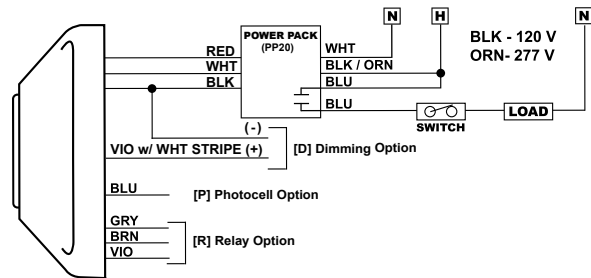 N
H
N
POWER PACK
(PP20)
BLK - 120 V
ORN- 277 V
RED
WHT
WHT
BLK / ORN
BLK
BLU
BLU
SWITCH
LOAD
(-)
VIO w/ WHT STRIPE (+)
[D] Dimming Option
BLU
[P] Photocell Option
GRY
BRN
VIO
[R] Relay Option